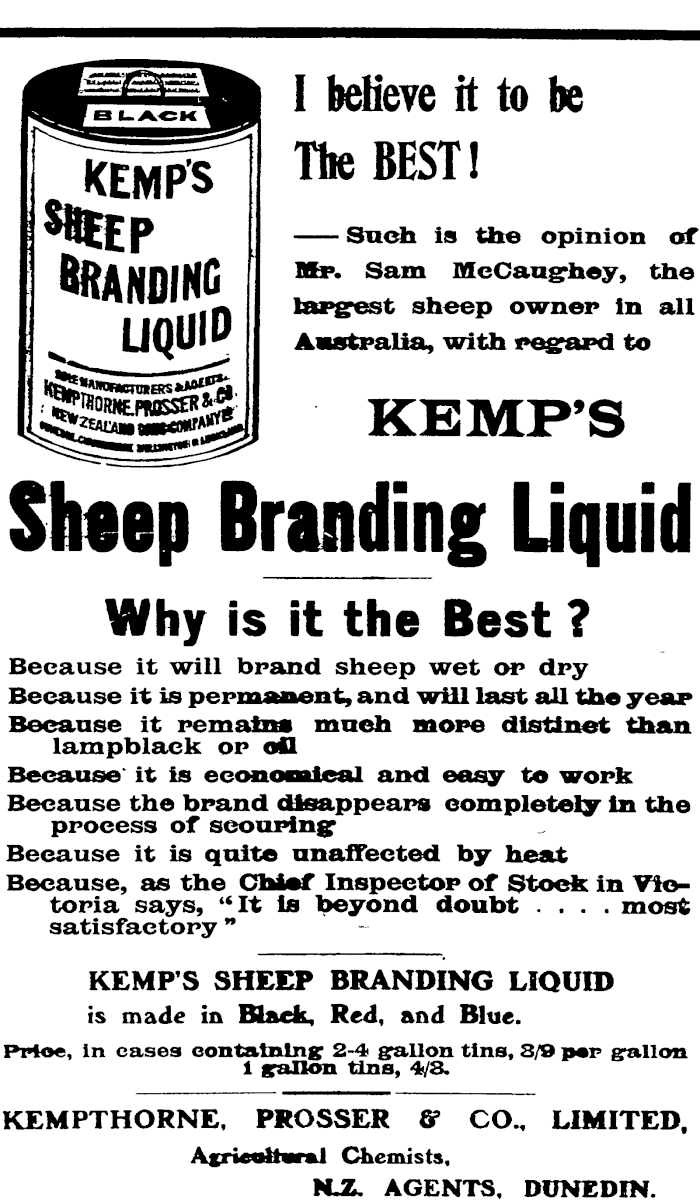 BLACK
KEMP'S
SHEEP
BRANDING
LIQUID
SOLE MANUFACTURERS & AGENTS.
KEMPTHORNE, PROSSER & CO.
NEW ZEALAND DRUG COMPANY LD
I believe it to be
The BEST!
— Such is the opinion of
Mr. Sam McCaughey, the
largest sheep owner in all
Australia, with regard to
KEMP'S
Sheep Branding Liquid
Why is it the Best?
Because it will brand sheep wet or dry
Because it is permanent, and will last all the year
Because it remains much more distinct than
lampblack or oil
Because it is economical and easy to work
Because the brand disappears completely in the
process of scouring
Because it is quite unaffected by heat
Because, as the Chief Inspector of Stock in Vic-
toria says, "It is beyond doubt . . . . most
satisfactory"
KEMP'S SHEEP BRANDING LIQUID
is made in Black, Red, and Blue.
Price, in cases containing 2-4 gallon tins, 3/9 per gallon
1 gallon tins, 4/3.
KEMPTHORNE, PROSSER & CO., LIMITED,
Agricultural Chemists,
N.Z. AGENTS, DUNEDIN.